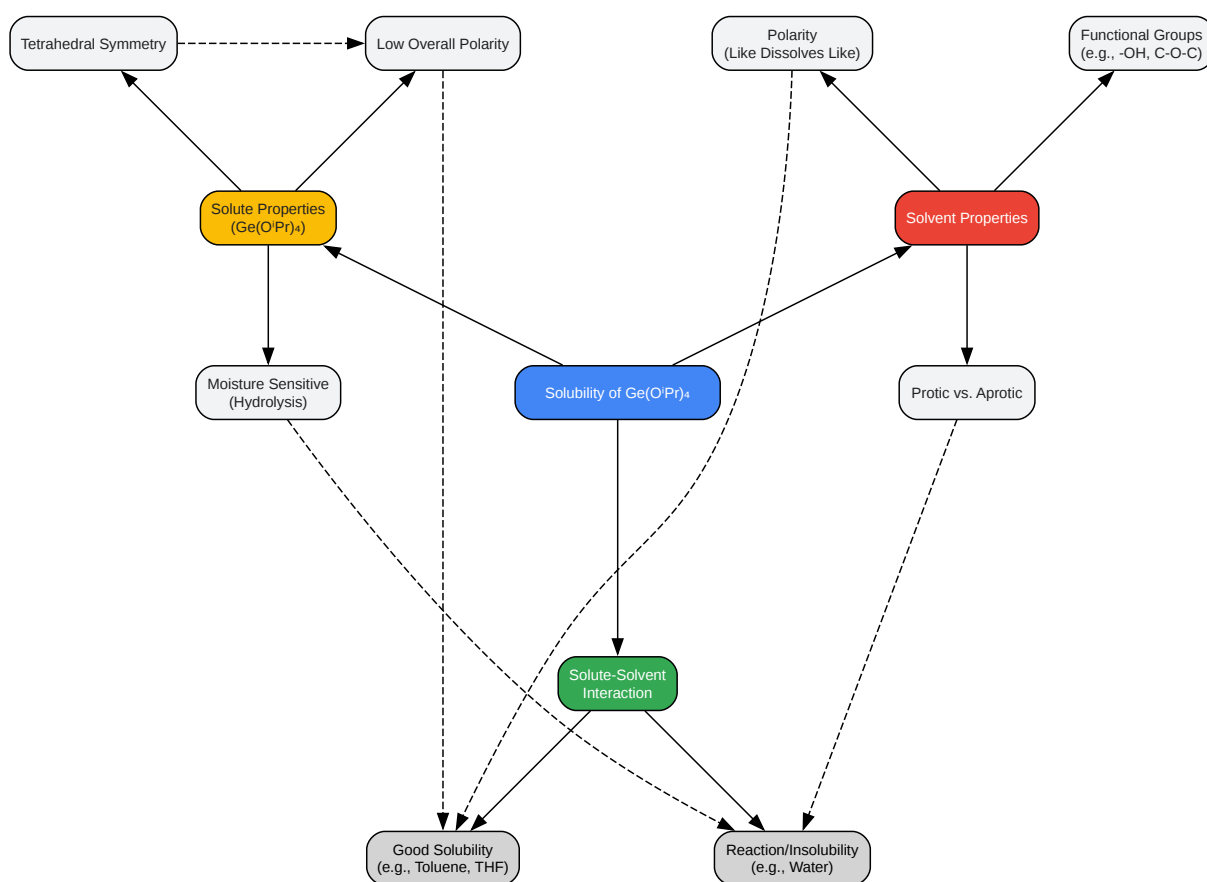 Tetrahedral Symmetry
Low Overall Polarity
Polarity
(Like Dissolves Like)
Functional Groups
(e.g., -OH, C-O-C)
Solute Properties
(Ge(OⁱPr)₄)
Solvent Properties
Moisture Sensitive
(Hydrolysis)
Solubility of Ge(OⁱPr)₄
Protic vs. Aprotic
Solute-Solvent
Interaction
Good Solubility
(e.g., Toluene, THF)
Reaction/Insolubility
(e.g., Water)